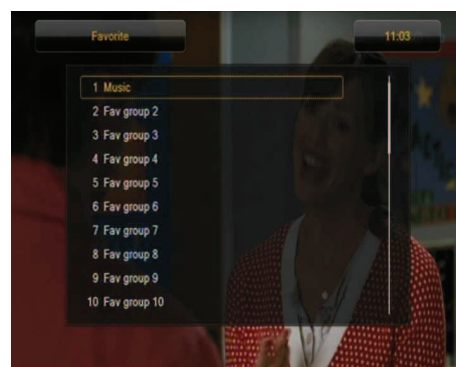 Favorite
11:03
1 Music
2 Fav group 2
3 Fav group 3
4 Fav group 4
5 Fav group 5
6 Fav group 6
7 Fav group 7
8 Fav group 8
9 Fav group 9
10 Fav group 10